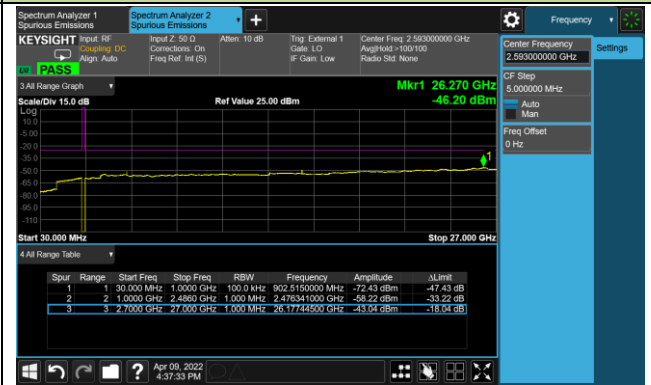 Spectrum Analyzer 1
Spurious Emissions
Spectrum Analyzer 2
Spurious Emissions
Frequency
KEYSIGHT
Input: RF
Coupling: DC
Align: Auto
Input Z: 50 Ω
Corrections: On
Freq Ref: Int (S)
Atten: 10 dB
Trig: External 1
Gate: LO
IF Gain: Low
Center Freq: 2.593000000 GHz
Avg|Hold:>100/100
Radio Std: None
PASS
3 All Range Graph
Mkr1 26.270 GHz
Scale/Div 15.0 dB
Ref Value 25.00 dBm
-46.20 dBm
Log
10.0
-5.00
-20.0
-35.0
-50.0
-65.0
-80.0
-95.0
-110
1
Start 30.000 MHz
Stop 27.000 GHz
4 All Range Table
Spur Range Start Freq Stop Freq RBW Frequency Amplitude ΔLimit
1 1 30.000 MHz 1.0000 GHz 100.0 kHz 902.5150000 MHz -72.43 dBm -47.43 dB
2 2 1.0000 GHz 2.4860 GHz 1.000 MHz 2.476341000 GHz -58.22 dBm -33.22 dB
3 3 2.7000 GHz 27.000 GHz 1.000 MHz 26.17744500 GHz -43.04 dBm -18.04 dB
Apr 09, 2022
4:37:33 PM
Center Frequency
2.593000000 GHz
Settings
CF Step
5.000000 MHz
Auto
Man
Freq Offset
0 Hz